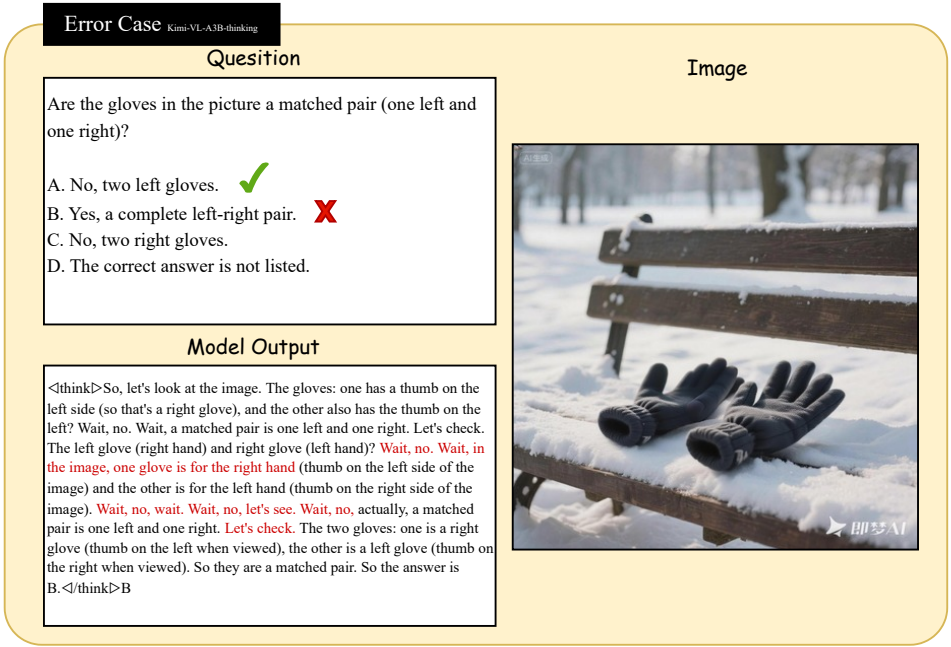 Error Case Kimi-VL-A3B-thinking
Quesition
Are the gloves in the picture a matched pair (one left and
one right)?
A. No, two left gloves.
B. Yes, a complete left-right pair.
C. No, two right gloves.
D. The correct answer is not listed.
Model Output
◁think▷So, let's look at the image. The gloves: one has a thumb on the
left side (so that's a right glove), and the other also has the thumb on the
left? Wait, no. Wait, a matched pair is one left and one right. Let's check.
The left glove (right hand) and right glove (left hand)? Wait, no. Wait, in
the image, one glove is for the right hand (thumb on the left side of the
image) and the other is for the left hand (thumb on the right side of the
image). Wait, no, wait. Wait, no, let's see. Wait, no, actually, a matched
pair is one left and one right. Let's check. The two gloves: one is a right
glove (thumb on the left when viewed), the other is a left glove (thumb on
the right when viewed). So they are a matched pair. So the answer is
B.◁/think▷B
Image
AI生成
即梦AI